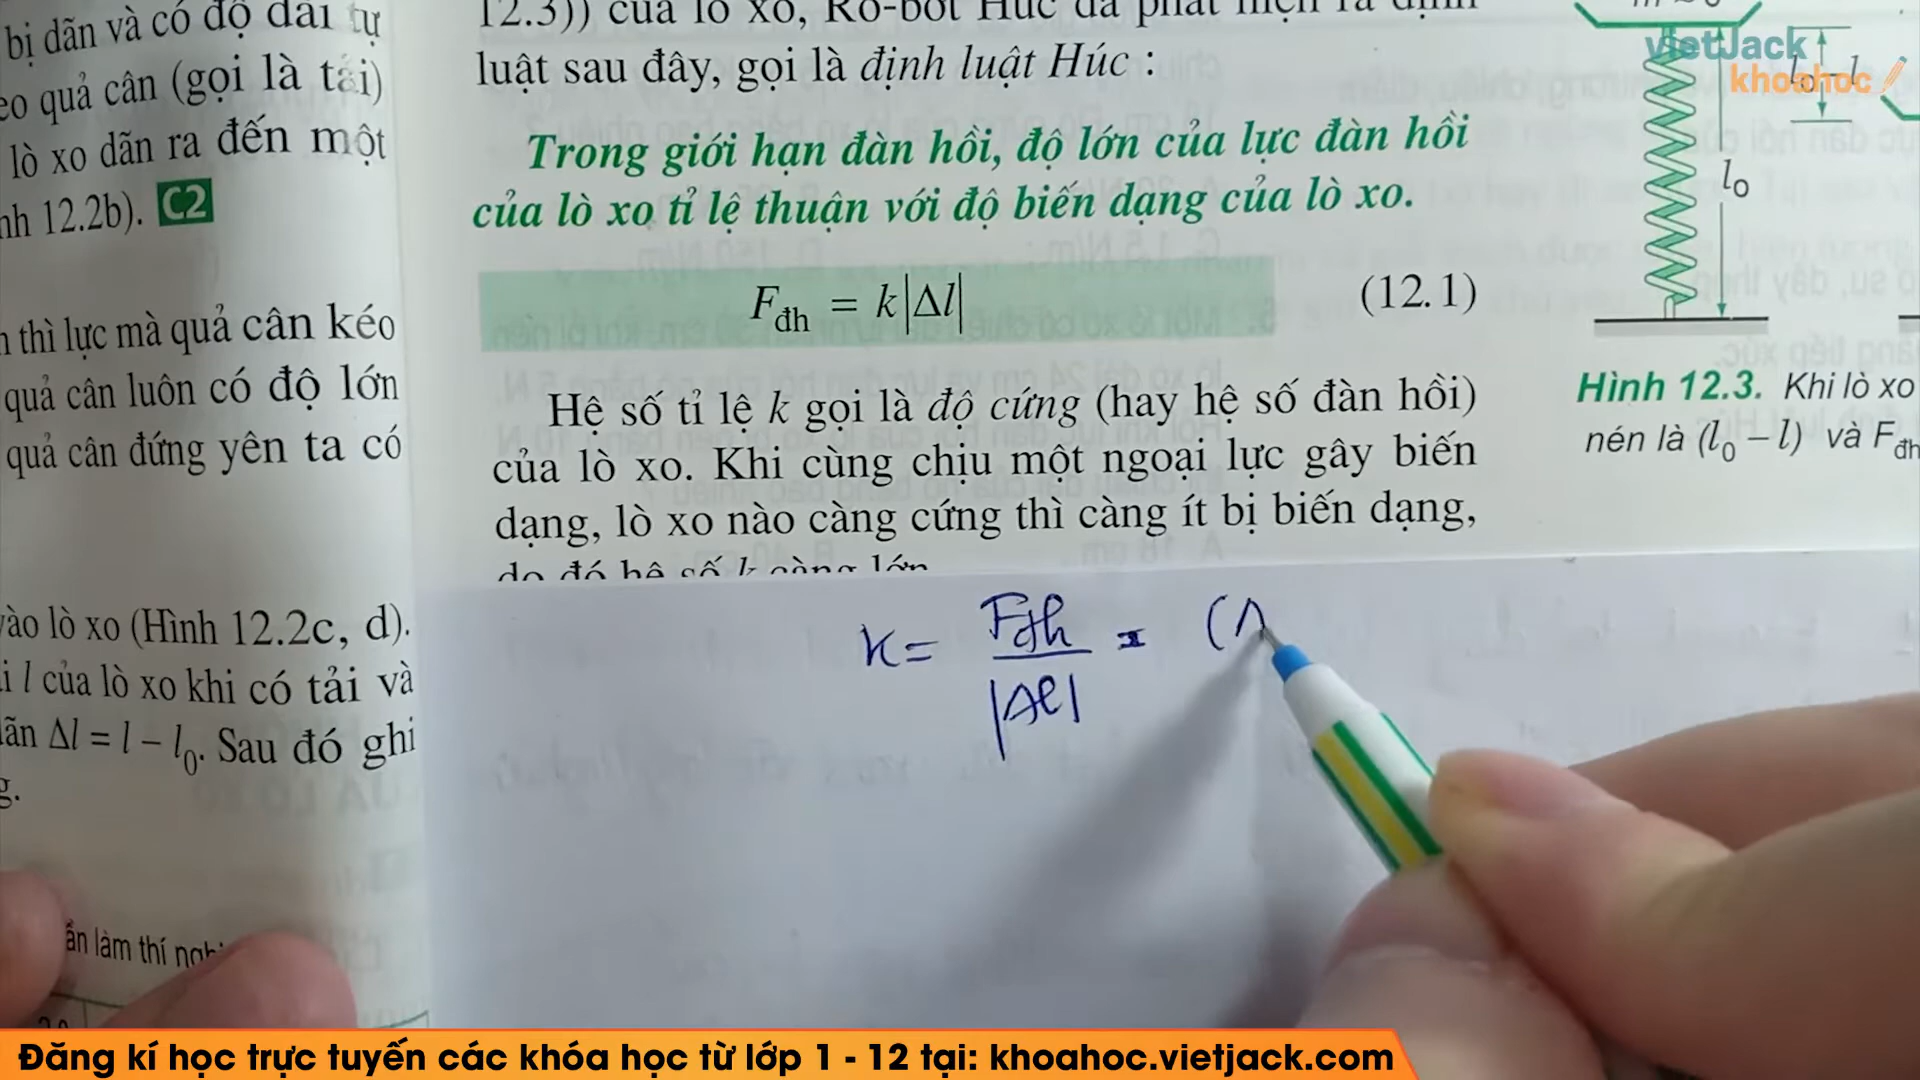 bị dãn và có độ dài tự
eo quả cân (gọi là tải)
lò xo dãn ra đến một
nh 12.2b). C2
n thì lực mà quả cân kéo
quả cân luôn có độ lớn
quả cân đứng yên ta có
vào lò xo (Hình 12.2c, d).
i l của lò xo khi có tải và
dãn Δl = l – l₀. Sau đó ghi
g.
ần làm thí ngh
12.3)) của lò xo, Rô-bớt Húc đã phát hiện ra định
luật sau đây, gọi là định luật Húc :
Trong giới hạn đàn hồi, độ lớn của lực đàn hồi
của lò xo tỉ lệ thuận với độ biến dạng của lò xo.
Fđh = k|Δl| (12.1)
Hệ số tỉ lệ k gọi là độ cứng (hay hệ số đàn hồi)
của lò xo. Khi cùng chịu một ngoại lực gây biến
dạng, lò xo nào càng cứng thì càng ít bị biến dạng,
do đó hệ số k càng lớn
k = Fđh / |Δl| = (
vietJack
khoahoc
l₀
Hình 12.3. Khi lò xo
nén là (l₀ – l) và Fđh
Đăng kí học trực tuyến các khóa học từ lớp 1 - 12 tại: khoahoc.vietjack.com